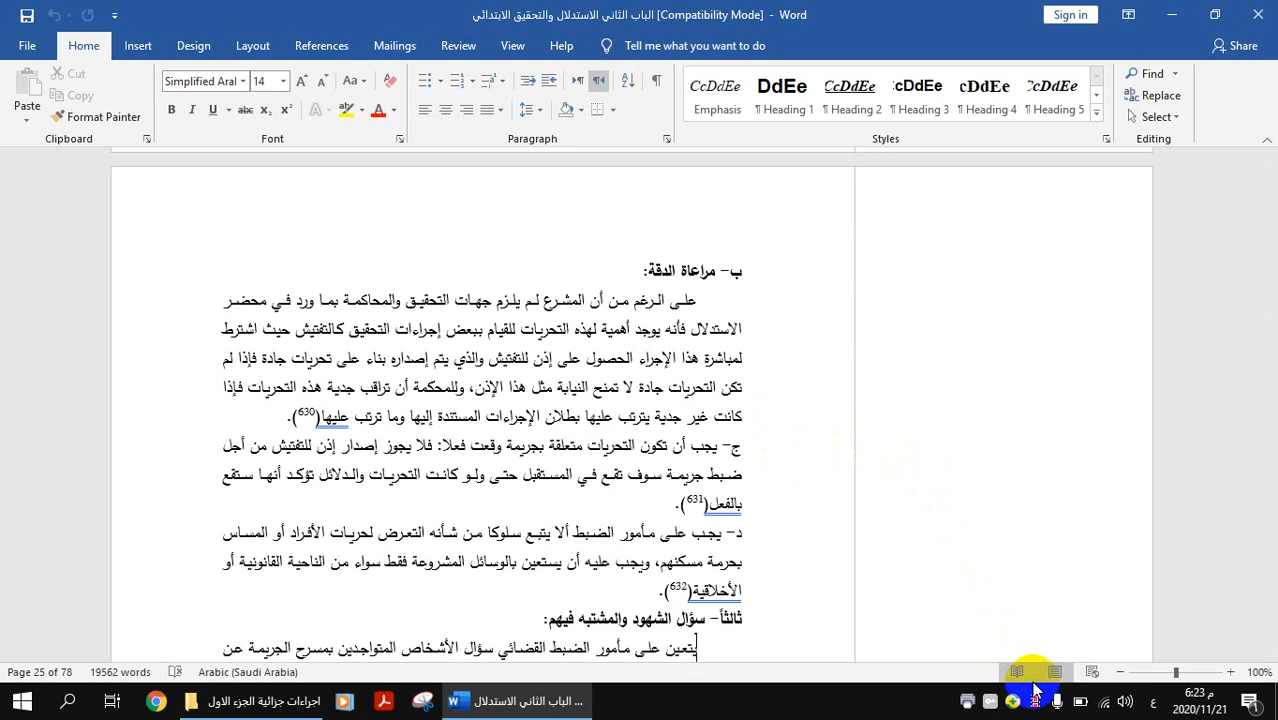 الباب الثاني الاستدلال والتحقيق الابتدائي [Compatibility Mode] - Word
Sign in
File Home Insert Design Layout References Mailings Review View Help Tell me what you want to do Share
Paste Cut Copy Format Painter
Clipboard
Simplified Aral 14
Font
Paragraph
CcDdEe DdEe CcDdEe CcDdEe CcDdEe CcDdEe
Emphasis ¶ Heading 1 ¶ Heading 2 ¶ Heading 3 ¶ Heading 4 ¶ Heading 5
Styles
Find Replace Select
Editing
ب- مراعاة الدقة:
على الرغم من أن المشرع لم يلزم جهات التحقيق والمحاكمة بما ورد في محضر
الاستدلال فأنه يوجد أهمية لهذه التحريات للقيام ببعض إجراءات التحقيق كالتفتيش حيث اشترط
لمباشرة هذا الإجراء الحصول على إذن للتفتيش والذي يتم إصداره بناء على تحريات جادة فإذا لم
تكن التحريات جادة لا تمنح النيابة مثل هذا الإذن، وللمحكمة أن تراقب جدية هذه التحريات فإذا
كانت غير جدية يترتب عليها بطلان الإجراءات المستندة إليها وما ترتب عليها(630).
ج- يجب أن تكون التحريات متعلقة بجريمة وقعت فعلا: فلا يجوز إصدار إذن للتفتيش من أجل
ضبط جريمة سوف تقع في المستقبل حتى ولو كانت التحريات والدلائل تؤكد أنها ستقع
بالفعل(631).
د- يجب على مأمور الضبط ألا يتبع سلوكا من شأنه التعرض لحريات الأفراد أو المساس
بحرمة مسكنهم، ويجب عليه أن يستعين بالوسائل المشروعة فقط سواء من الناحية القانونية أو
الأخلاقية(632).
ثالثاً- سؤال الشهود والمشتبه فيهم:
يتعين على مأمور الضبط القضائي سؤال الأشخاص المتواجدين بمسرح الجريمة عن
Page 25 of 78 19562 words Arabic (Saudi Arabia) 100%
اجراءات جزائية الجزء الاول
الباب الثاني الاستدلال ...
ع
6:23 م
2020/11/21
1